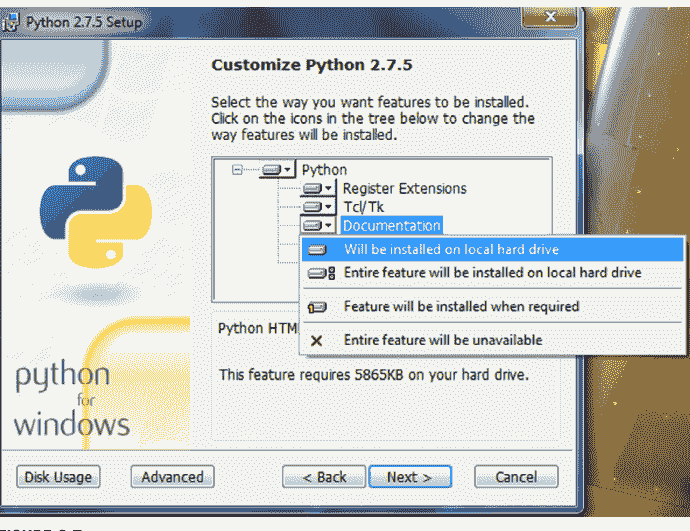 Python 2.7.5 Setup
Customize Python 2.7.5
Select the way you want features to be installed.
Click on the icons in the tree below to change the
way features will be installed.
Python
Register Extensions
Tcl/Tk
Documentation
Will be installed on local hard drive
Entire feature will be installed on local hard drive
Feature will be installed when required
Entire feature will be unavailable
Python HTM
This feature requires 5865KB on your hard drive.
python
for
windows
Disk Usage
Advanced
< Back
Next >
Cancel